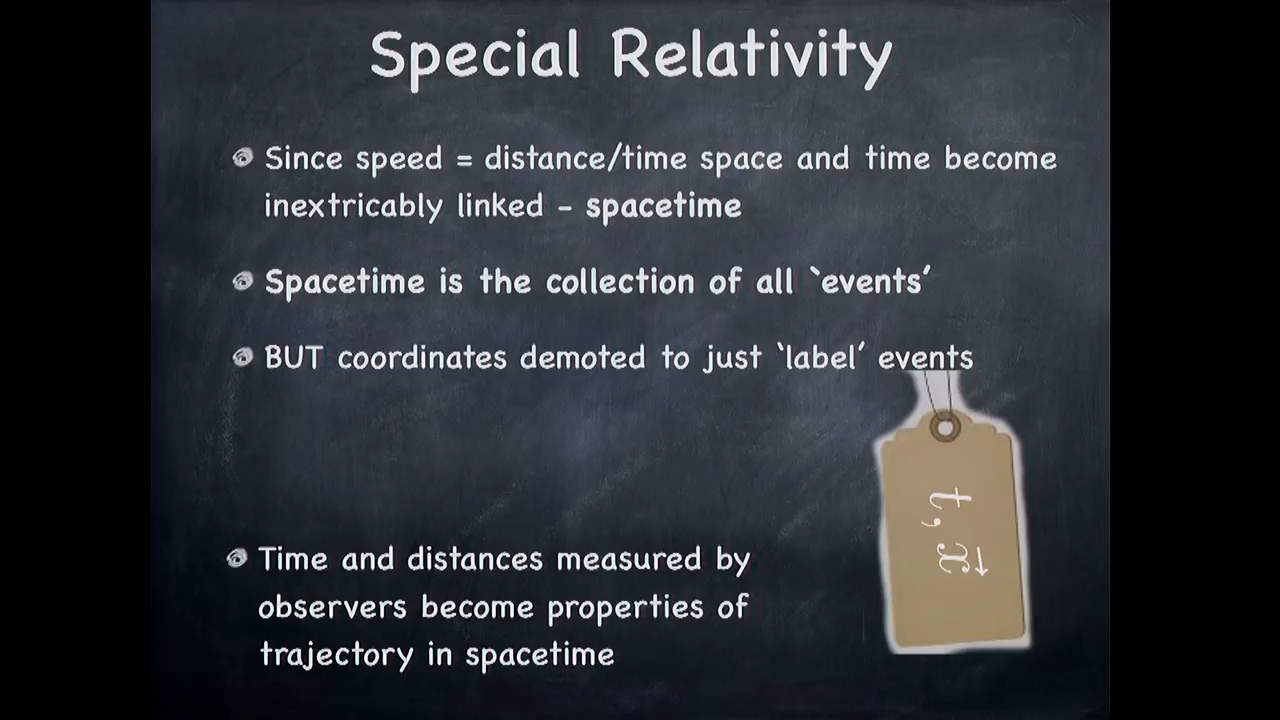 Special Relativity
Since speed = distance/time space and time become
inextricably linked - spacetime
Spacetime is the collection of all `events'
BUT coordinates demoted to just `label' events
t, x⃗
Time and distances measured by
observers become properties of
trajectory in spacetime